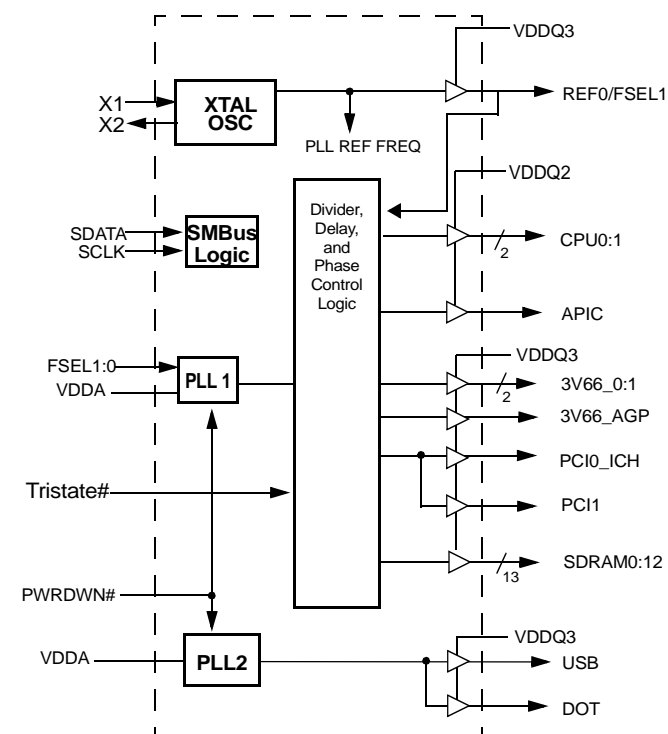 VDDQ3
X1
X2
XTAL
OSC
REF0/FSEL1
PLL REF FREQ
VDDQ2
SDATA
SCLK
SMBus
Logic
Divider,
Delay,
and
Phase
Control
Logic
2
CPU0:1
APIC
VDDQ3
FSEL1:0
VDDA
PLL 1
2
3V66_0:1
3V66_AGP
PCI0_ICH
Tristate#
PCI1
13
SDRAM0:12
PWRDWN#
VDDQ3
VDDA
PLL2
USB
DOT